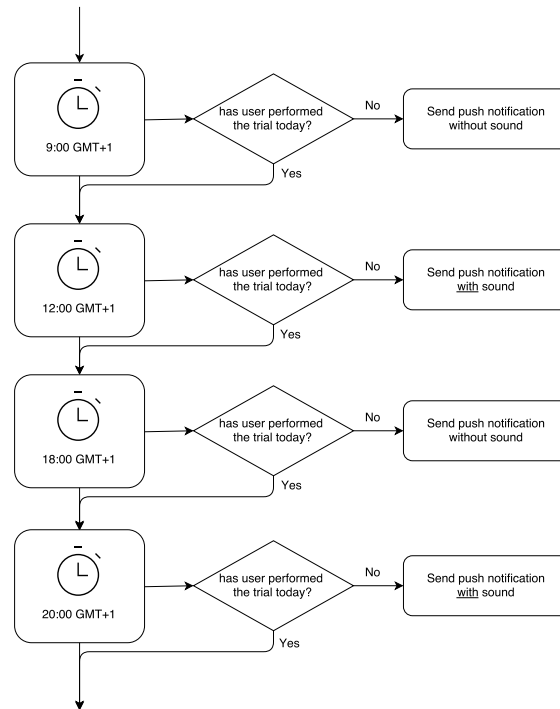 9:00 GMT+1
has user performed
the trial today?
No
Send push notification
without sound
Yes
12:00 GMT+1
has user performed
the trial today?
No
Send push notification
with sound
Yes
18:00 GMT+1
has user performed
the trial today?
No
Send push notification
without sound
Yes
20:00 GMT+1
has user performed
the trial today?
No
Send push notification
with sound
Yes